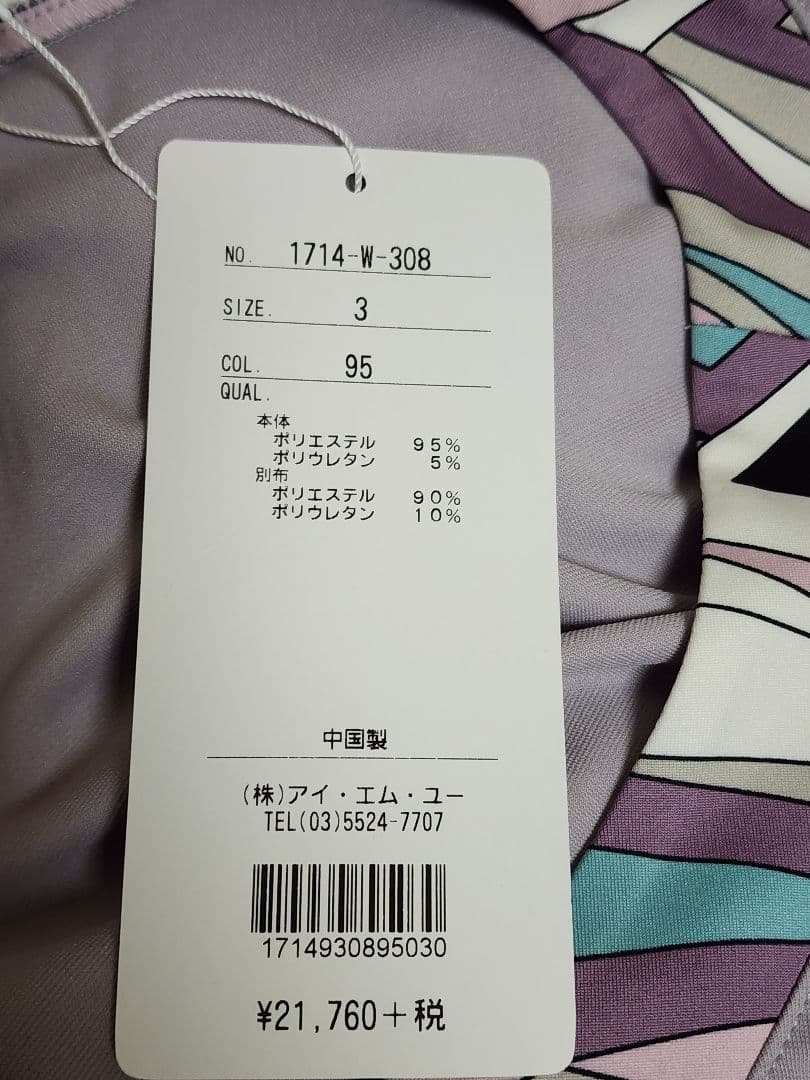 NO. 1714-W-308
SIZE. 3
COL. 95
QUAL.
本体
ポリエステル 95%
ポリウレタン 5%
別布
ポリエステル 90%
ポリウレタン 10%
中国製
(株)アイ・エム・ユー
TEL(03)5524-7707
1714930895030
¥21,760+税